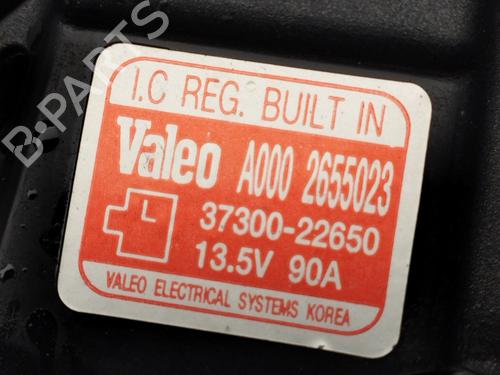 B-PARTS
I.C REG. BUILT IN
Valeo A000 2655023
37300-22650
13.5V 90A
VALEO ELECTRICAL SYSTEMS KOREA